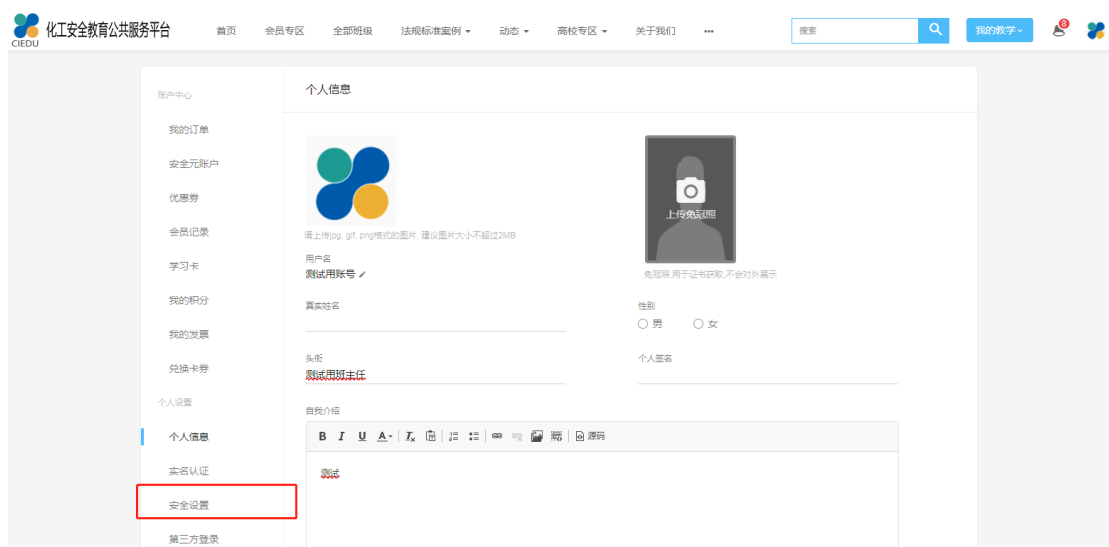 化工安全教育公共服务平台
CIEDU
首页 会员专区 全部班级 法规标准案例 动态 高校专区 关于我们 ••• 搜索 我的教学 8
账户中心
我的订单
安全元账户
优惠券
会员记录
学习卡
我的积分
我的发票
兑换卡券
个人设置
个人信息
实名认证
安全设置
第三方登录
个人信息
上传免冠照
请上传jpg, gif, png格式的图片, 建议图片大小不超过2MB
免冠照,用于证书获取,不会对外展示
用户名
测试用账号
真实姓名
性别
男 女
头衔
测试用班主任
个人签名
自我介绍
B I U A Ix 源码
测试